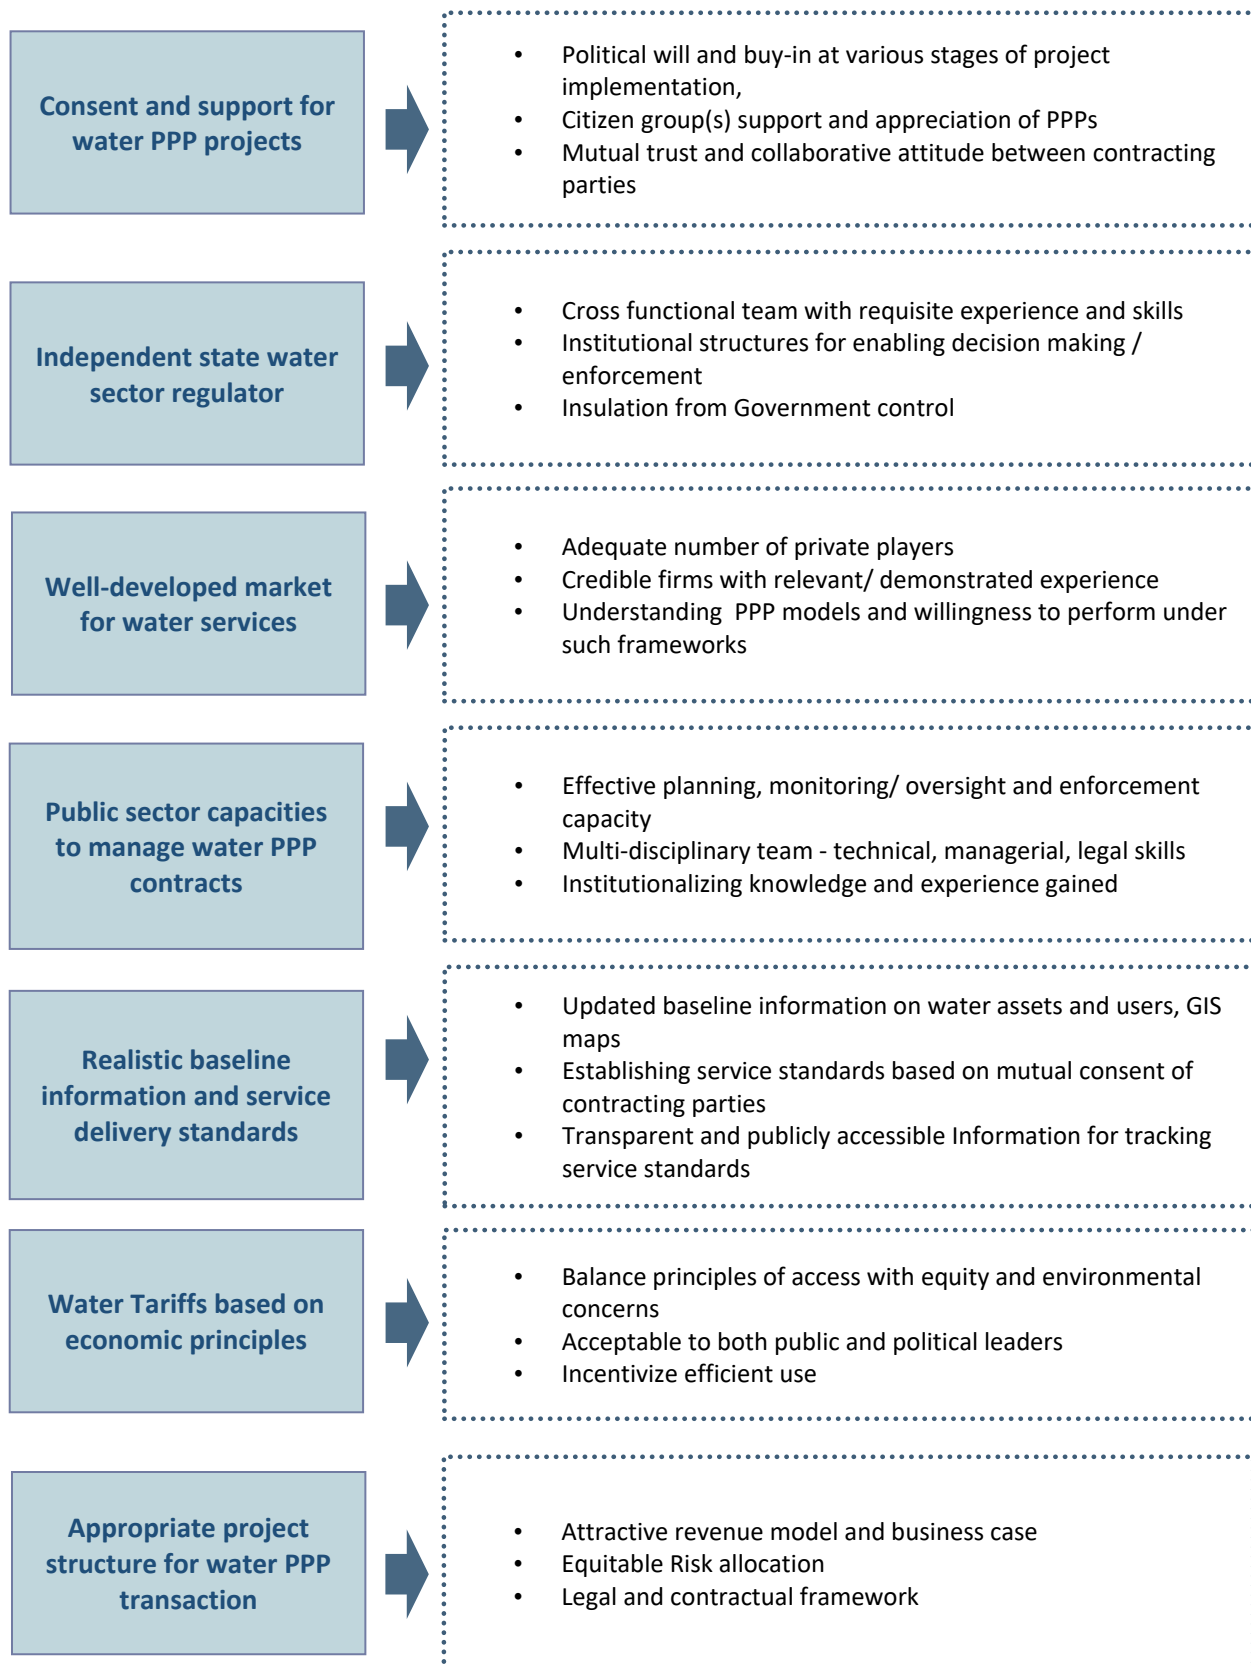 Consent and support for
water PPP projects
• Political will and buy-in at various stages of project
implementation,
• Citizen group(s) support and appreciation of PPPs
• Mutual trust and collaborative attitude between contracting
parties
Independent state water
sector regulator
• Cross functional team with requisite experience and skills
• Institutional structures for enabling decision making /
enforcement
• Insulation from Government control
Well-developed market
for water services
• Adequate number of private players
• Credible firms with relevant/ demonstrated experience
• Understanding  PPP models and willingness to perform under
such frameworks
Public sector capacities
to manage water PPP
contracts
• Effective planning, monitoring/ oversight and enforcement
capacity
• Multi-disciplinary team - technical, managerial, legal skills
• Institutionalizing knowledge and experience gained
Realistic baseline
information and service
delivery standards
• Updated baseline information on water assets and users, GIS
maps
• Establishing service standards based on mutual consent of
contracting parties
• Transparent and publicly accessible Information for tracking
service standards
Water Tariffs based on
economic principles
• Balance principles of access with equity and environmental
concerns
• Acceptable to both public and political leaders
• Incentivize efficient use
Appropriate project
structure for water PPP
transaction
• Attractive revenue model and business case
• Equitable Risk allocation
• Legal and contractual framework